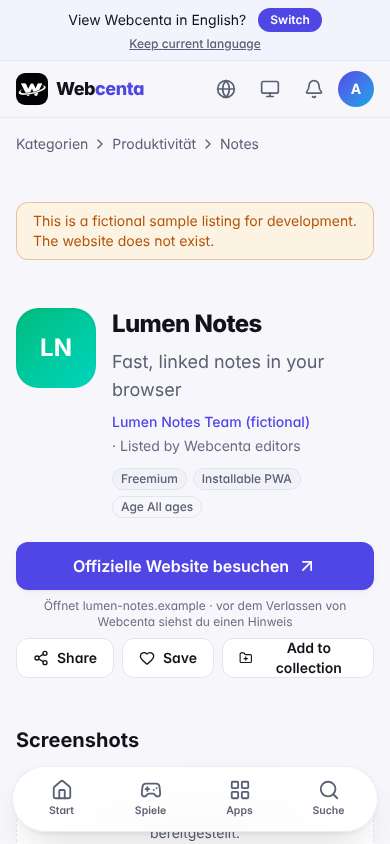 View Webcenta in English? Switch
Keep current language
Webcenta A
Kategorien > Produktivität > Notes
This is a fictional sample listing for development.
The website does not exist.
LN
Lumen Notes
Fast, linked notes in your
browser
Lumen Notes Team (fictional)
· Listed by Webcenta editors
Freemium Installable PWA
Age All ages
Offizielle Website besuchen
Öffnet lumen-notes.example · vor dem Verlassen von
Webcenta siehst du einen Hinweis
Share Save Add to
collection
Screenshots
Start Spiele Apps Suche
bereitgestellt.